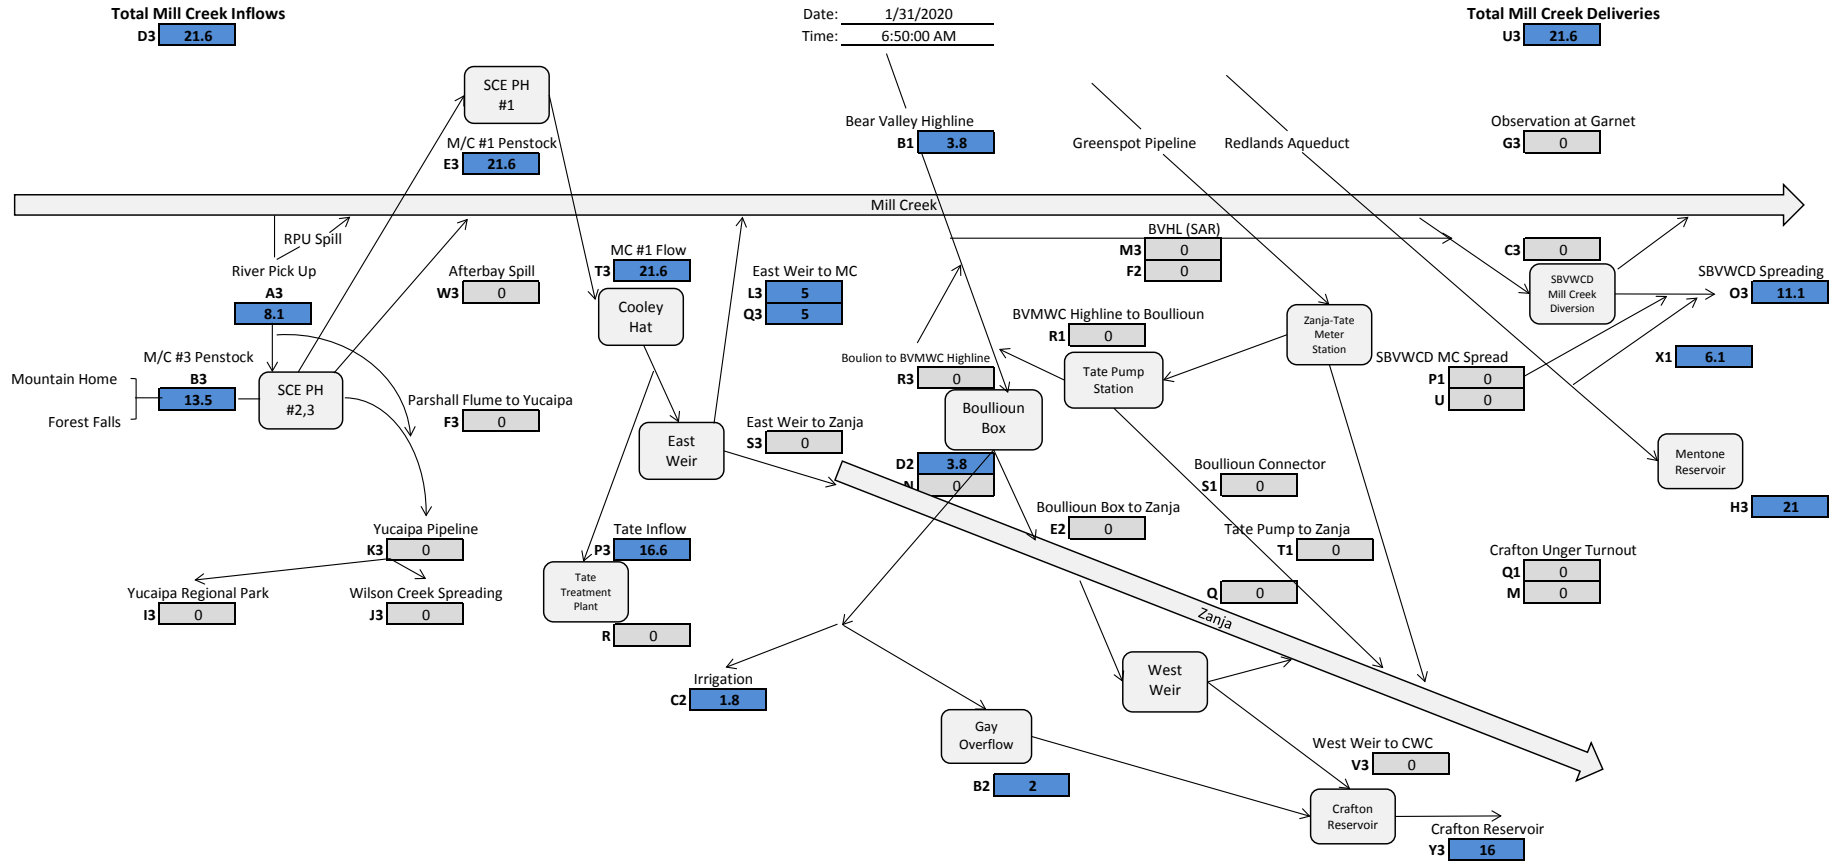 Total Mill Creek Inflows
D3 21.6
Date: 1/31/2020
Time: 6:50:00 AM
Total Mill Creek Deliveries
U3 21.6
SCE PH
#1
M/C #1 Penstock
E3 21.6
Bear Valley Highline
B1 3.8
Greenspot Pipeline
Redlands Aqueduct
Observation at Garnet
G3 0
Mill Creek
RPU Spill
River Pick Up
A3
8.1
Afterbay Spill
W3 0
MC #1 Flow
T3 21.6
Cooley
Hat
East Weir to MC
L3 5
Q3 5
BVHL (SAR)
M3 0
F2 0
C3 0
SBVWCD
Mill Creek
Diversion
SBVWCD Spreading
O3 11.1
BVMWC Highline to Boullioun
R1 0
Zanja-Tate
Meter
Station
M/C #3 Penstock
B3
13.5
Mountain Home
Forest Falls
SCE PH
#2,3
Boulion to BVMWC Highline
R3 0
Tate Pump
Station
SBVWCD MC Spread
P1 0
U 0
X1 6.1
Parshall Flume to Yucaipa
F3 0
Boullioun
Box
East Weir to Zanja
S3 0
East
Weir
D2 3.8
N 0
Boullioun Connector
S1 0
Mentone
Reservoir
H3 21
Boullioun Box to Zanja
E2 0
Yucaipa Pipeline
K3 0
Tate Inflow
P3 16.6
Tate Pump to Zanja
T1 0
Crafton Unger Turnout
Q1 0
M 0
Yucaipa Regional Park
I3 0
Wilson Creek Spreading
J3 0
Tate
Treatment
Plant
R 0
Q 0
Zanja
Irrigation
C2 1.8
West
Weir
Gay
Overflow
B2 2
West Weir to CWC
V3 0
Crafton
Reservoir
Crafton Reservoir
Y3 16